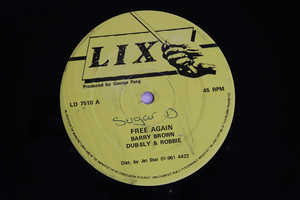 LIX
Produced by George Pang
LD 7510 A
45 RPM
Sugar D
FREE AGAIN
BARRY BROWN
DUB-SLY & ROBBIE
Dist. by Jet Star 01-961 4422